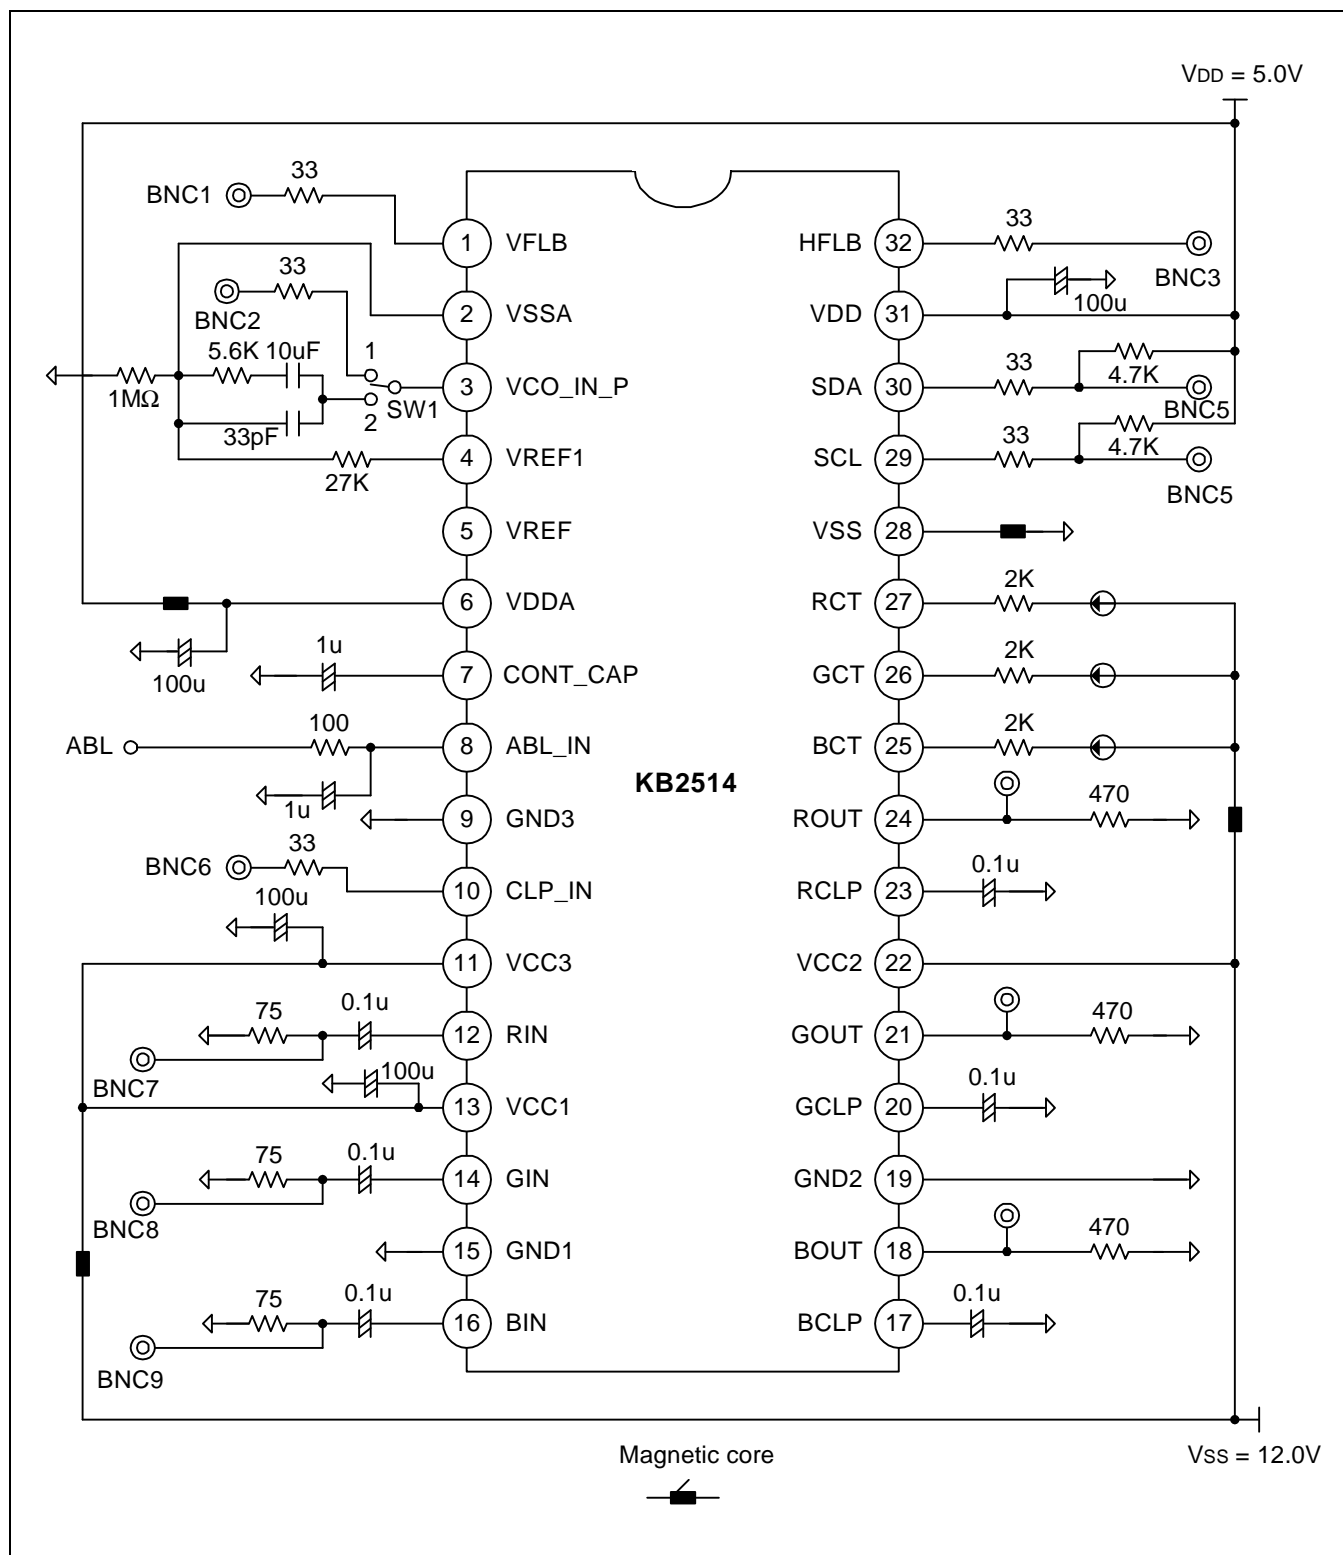 VDD = 5.0V
33
BNC1
1 VFLB
HFLB 32
33
BNC3
33
BNC2
2 VSSA
VDD 31
100u
5.6K 10uF
1
1MΩ
3 VCO_IN_P
SW1
2
SDA 30
33
4.7K
BNC5
33pF
27K
4 VREF1
SCL 29
33
4.7K
BNC5
5 VREF
VSS 28
6 VDDA
100u
RCT 27
2K
1u
7 CONT_CAP
GCT 26
2K
ABL
100
8 ABL_IN
1u
BCT 25
2K
KB2514
9 GND3
ROUT 24
470
BNC6
33
10 CLP_IN
RCLP 23
0.1u
100u
11 VCC3
VCC2 22
75
0.1u
12 RIN
BNC7
GOUT 21
470
100u
13 VCC1
GCLP 20
0.1u
75
0.1u
14 GIN
BNC8
GND2 19
15 GND1
BOUT 18
470
75
0.1u
16 BIN
BNC9
BCLP 17
0.1u
Magnetic core
VSS = 12.0V